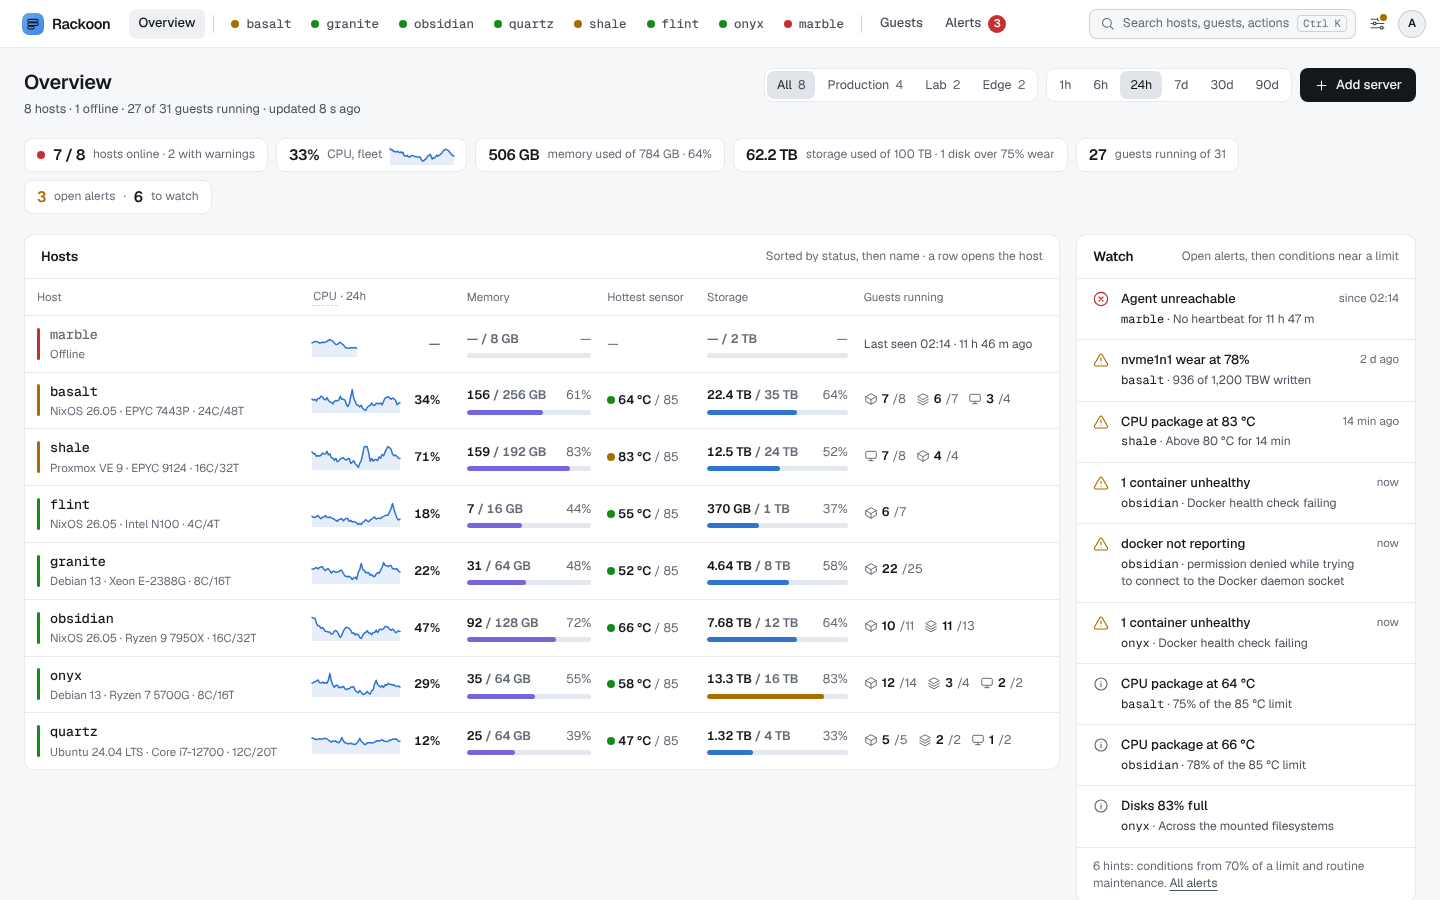 Rackoon Overview basalt granite obsidian quartz shale flint onyx marble Guests Alerts 3 Search hosts, guests, actions Ctrl K A
Overview
8 hosts · 1 offline · 27 of 31 guests running · updated 8 s ago
All 8 Production 4 Lab 2 Edge 2 1h 6h 24h 7d 30d 90d + Add server
7 / 8 hosts online · 2 with warnings
33% CPU, fleet
506 GB memory used of 784 GB · 64%
62.2 TB storage used of 100 TB · 1 disk over 75% wear
27 guests running of 31
3 open alerts · 6 to watch
Hosts Sorted by status, then name · a row opens the host
Host CPU · 24h Memory Hottest sensor Storage Guests running
marble — — / 8 GB — — — / 2 TB — Last seen 02:14 · 11 h 46 m ago
Offline
basalt 34% 156 / 256 GB 61% 64 °C / 85 22.4 TB / 35 TB 64% 7 /8 6 /7 3 /4
NixOS 26.05 · EPYC 7443P · 24C/48T
shale 71% 159 / 192 GB 83% 83 °C / 85 12.5 TB / 24 TB 52% 7 /8 4 /4
Proxmox VE 9 · EPYC 9124 · 16C/32T
flint 18% 7 / 16 GB 44% 55 °C / 85 370 GB / 1 TB 37% 6 /7
NixOS 26.05 · Intel N100 · 4C/4T
granite 22% 31 / 64 GB 48% 52 °C / 85 4.64 TB / 8 TB 58% 22 /25
Debian 13 · Xeon E-2388G · 8C/16T
obsidian 47% 92 / 128 GB 72% 66 °C / 85 7.68 TB / 12 TB 64% 10 /11 11 /13
NixOS 26.05 · Ryzen 9 7950X · 16C/32T
onyx 29% 35 / 64 GB 55% 58 °C / 85 13.3 TB / 16 TB 83% 12 /14 3 /4 2 /2
Debian 13 · Ryzen 7 5700G · 8C/16T
quartz 12% 25 / 64 GB 39% 47 °C / 85 1.32 TB / 4 TB 33% 5 /5 2 /2 1 /2
Ubuntu 24.04 LTS · Core i7-12700 · 12C/20T
Watch Open alerts, then conditions near a limit
Agent unreachable since 02:14
marble · No heartbeat for 11 h 47 m
nvme1n1 wear at 78% 2 d ago
basalt · 936 of 1,200 TBW written
CPU package at 83 °C 14 min ago
shale · Above 80 °C for 14 min
1 container unhealthy now
obsidian · Docker health check failing
docker not reporting now
obsidian · permission denied while trying
to connect to the Docker daemon socket
1 container unhealthy now
onyx · Docker health check failing
CPU package at 64 °C
basalt · 75% of the 85 °C limit
CPU package at 66 °C
obsidian · 78% of the 85 °C limit
Disks 83% full
onyx · Across the mounted filesystems
6 hints: conditions from 70% of a limit and routine
maintenance. All alerts